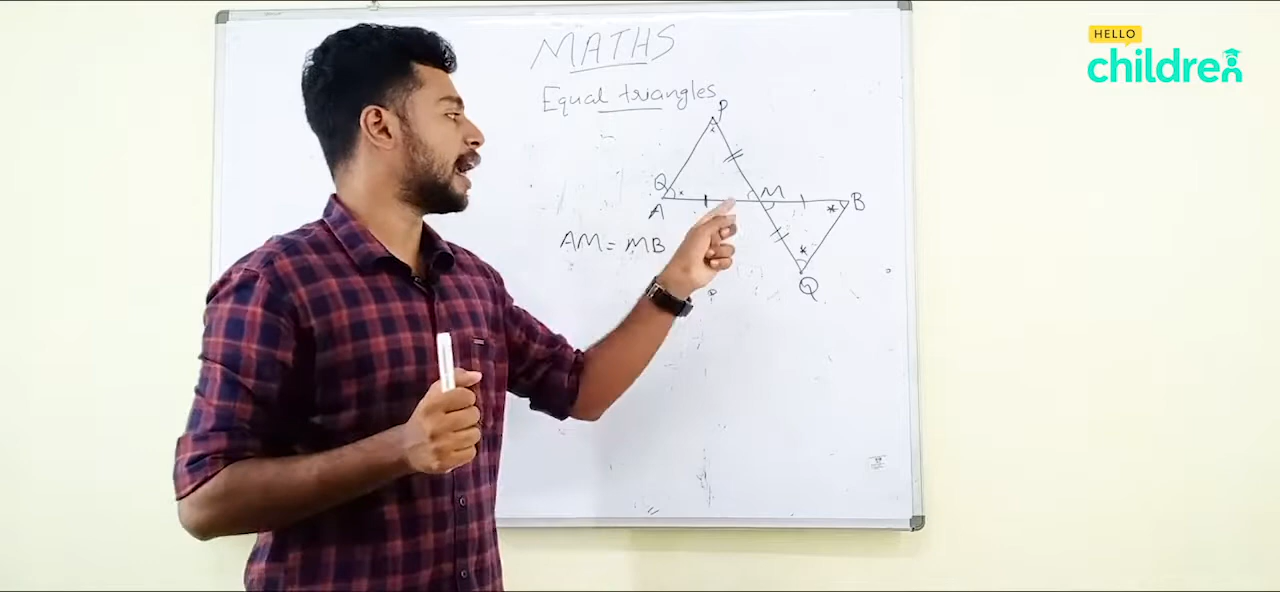 HELLO
children
MATHS
Equal triangles
P
Q
A
M
B
AM = MB
Q